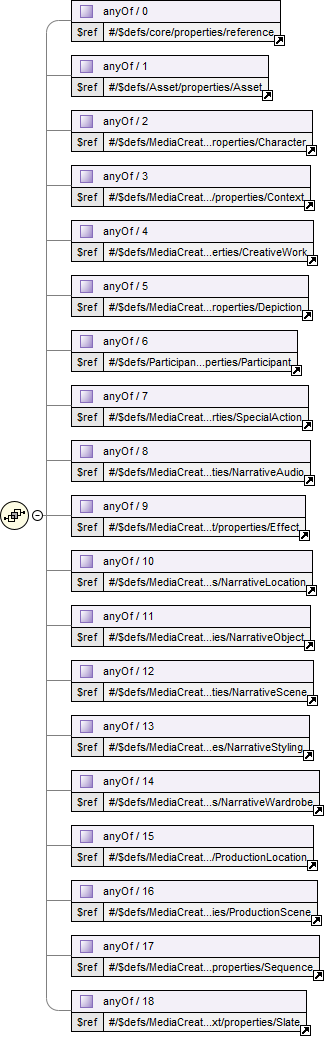 anyOf / 0
$ref #/$defs/core/properties/reference
anyOf / 1
$ref #/$defs/Asset/properties/Asset
anyOf / 2
$ref #/$defs/MediaCreat...roperties/Character
anyOf / 3
$ref #/$defs/MediaCreat.../properties/Context
anyOf / 4
$ref #/$defs/MediaCreat...erties/CreativeWork
anyOf / 5
$ref #/$defs/MediaCreat...roperties/Depiction
anyOf / 6
$ref #/$defs/Participan...perties/Participant
anyOf / 7
$ref #/$defs/MediaCreat...rties/SpecialAction
anyOf / 8
$ref #/$defs/MediaCreat...ties/NarrativeAudio
anyOf / 9
$ref #/$defs/MediaCreat...t/properties/Effect
anyOf / 10
$ref #/$defs/MediaCreat...s/NarrativeLocation
anyOf / 11
$ref #/$defs/MediaCreat...ies/NarrativeObject
anyOf / 12
$ref #/$defs/MediaCreat...ties/NarrativeScene
anyOf / 13
$ref #/$defs/MediaCreat...es/NarrativeStyling
anyOf / 14
$ref #/$defs/MediaCreat...s/NarrativeWardrobe
anyOf / 15
$ref #/$defs/MediaCreat.../ProductionLocation
anyOf / 16
$ref #/$defs/MediaCreat...ies/ProductionScene
anyOf / 17
$ref #/$defs/MediaCreat...properties/Sequence
anyOf / 18
$ref #/$defs/MediaCreat...xt/properties/Slate